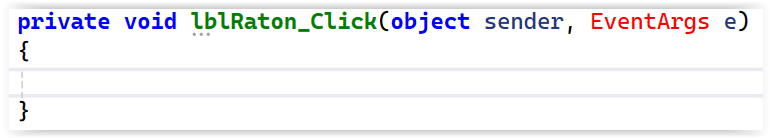 private void lblRaton_Click(object sender, EventArgs e)
{
}